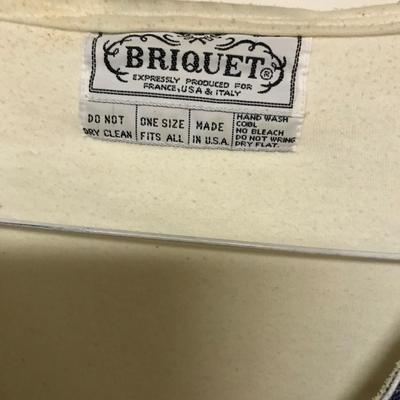 BRIQUET®
EXPRESSLY PRODUCED FOR
FRANCE, USA & ITALY
DO NOT
DRY CLEAN
ONE SIZE
FITS ALL
MADE
IN U.S.A.
HAND WASH
COOL
NO BLEACH
DO NOT WRING
DRY FLAT.